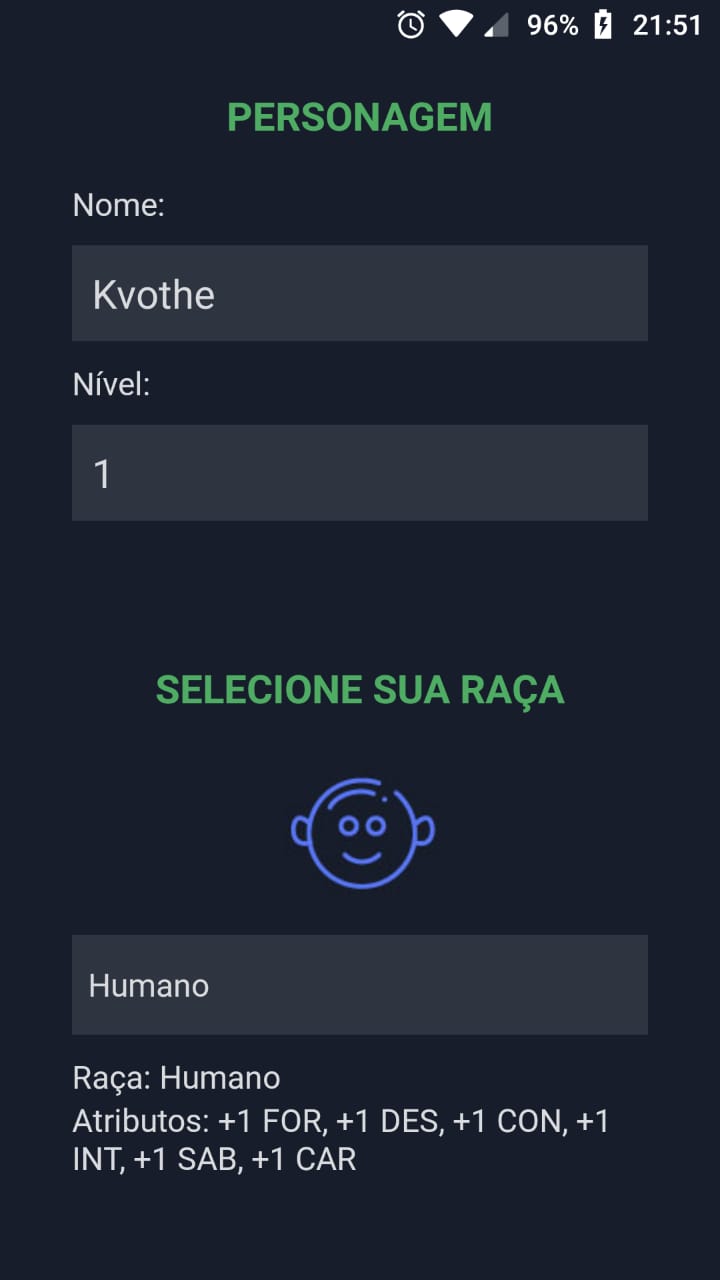 96% 21:51
PERSONAGEM
Nome:
Kvothe
Nível:
1
SELECIONE SUA RAÇA
Humano
Raça: Humano
Atributos: +1 FOR, +1 DES, +1 CON, +1
INT, +1 SAB, +1 CAR